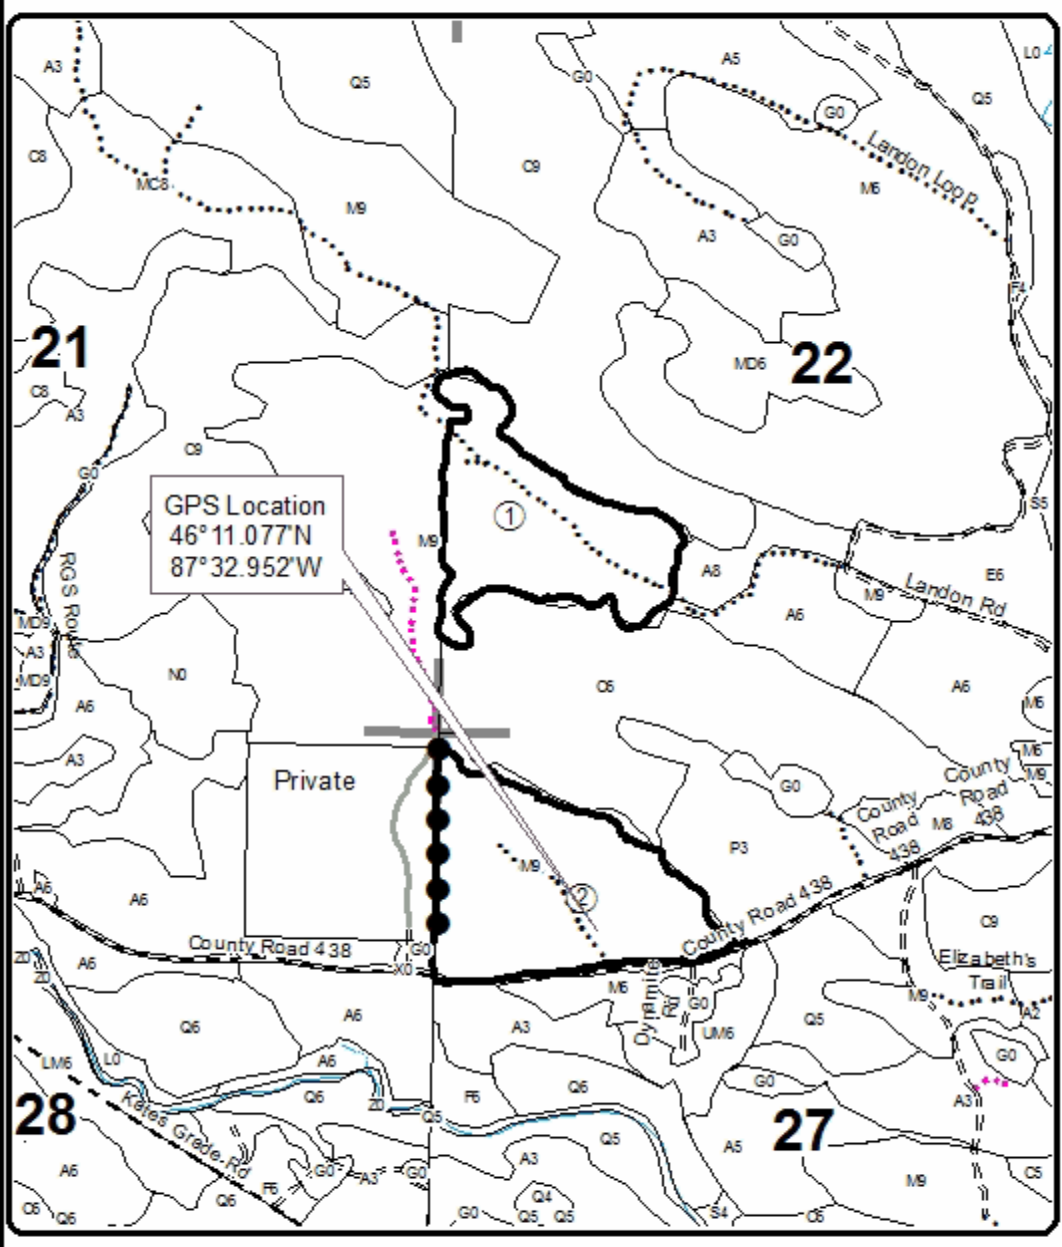 A3
Q5
G0
A5
L0
Q5
G0
C8
MC8
C9
Landon Loop
M6
M9
A3
G0
F4
21
22
MD6
C8
A3
C9
G0
GPS Location
46°11.077'N
87°32.952'W
1
M9
S5
RGS Route
A8
E6
M9
Landon Rd
MD9
A3
MD9
A6
N0
A6
A6
M6
A3
Private
G0
County
Road
438
M6
M9
County
Road
438
M8
P3
M9
2
A6
A6
County Road 438
County Road 438
G0
X0
C9
Elizabeth's
Trail
Z0
Z0
A6
M6
Dynamite
Rd
G0
M9
A2
Q6
A6
A3
UM6
Q5
LM6
L0
A6
G0
G0
Q6
Z0
F6
Q6
A3
28
Kates Grade Rd
Q5
Q5
27
A5
A6
G0
A3
G0
A3
M9
C5
F6
Q6
Q4
Q6
G0
Q5
Q5
S4